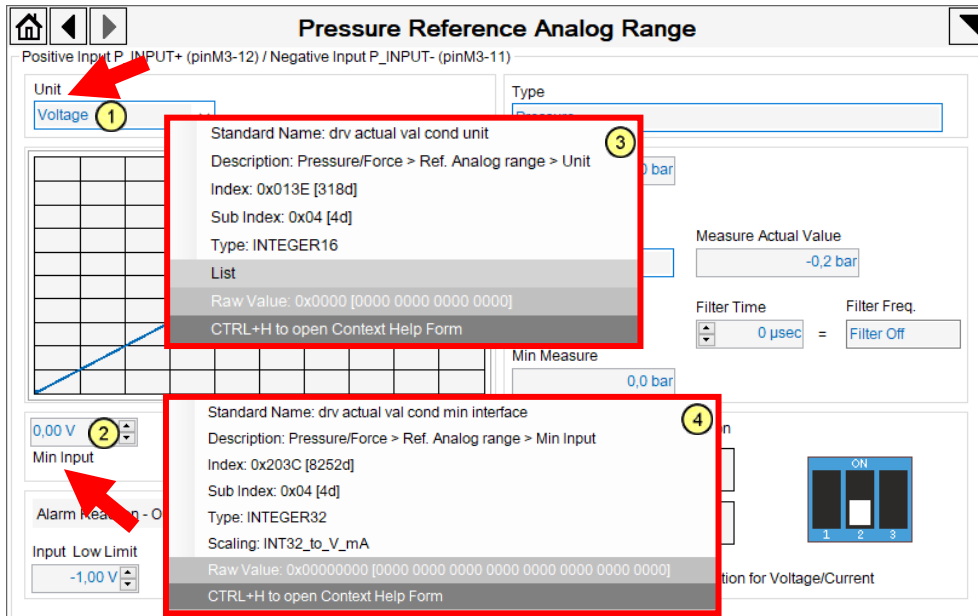 Pressure Reference Analog Range
Positive Input P_INPUT+ (pinM3-12) / Negative Input P_INPUT- (pinM3-11)
Unit
Voltage
1
Type
3
Standard Name: drv actual val cond unit
Description: Pressure/Force > Ref. Analog range > Unit
Index: 0x013E [318d]
Sub Index: 0x04 [4d]
Type: INTEGER16
List
Raw Value: 0x0000 [0000 0000 0000 0000]
CTRL+H to open Context Help Form
0 bar
Measure Actual Value
-0,2 bar
Filter Time
Filter Freq.
0 µsec
=
Filter Off
Min Measure
0,0 bar
0,00 V
2
Min Input
4
Standard Name: drv actual val cond min interface
Description: Pressure/Force > Ref. Analog range > Min Input
Index: 0x203C [8252d]
Sub Index: 0x04 [4d]
Type: INTEGER32
Scaling: INT32_to_V_mA
Raw Value: 0x00000000 [0000 0000 0000 0000 0000 0000 0000 0000]
CTRL+H to open Context Help Form
Alarm Reaction - O
Input Low Limit
-1,00 V
n
ON
1 2 3
tion for Voltage/Current